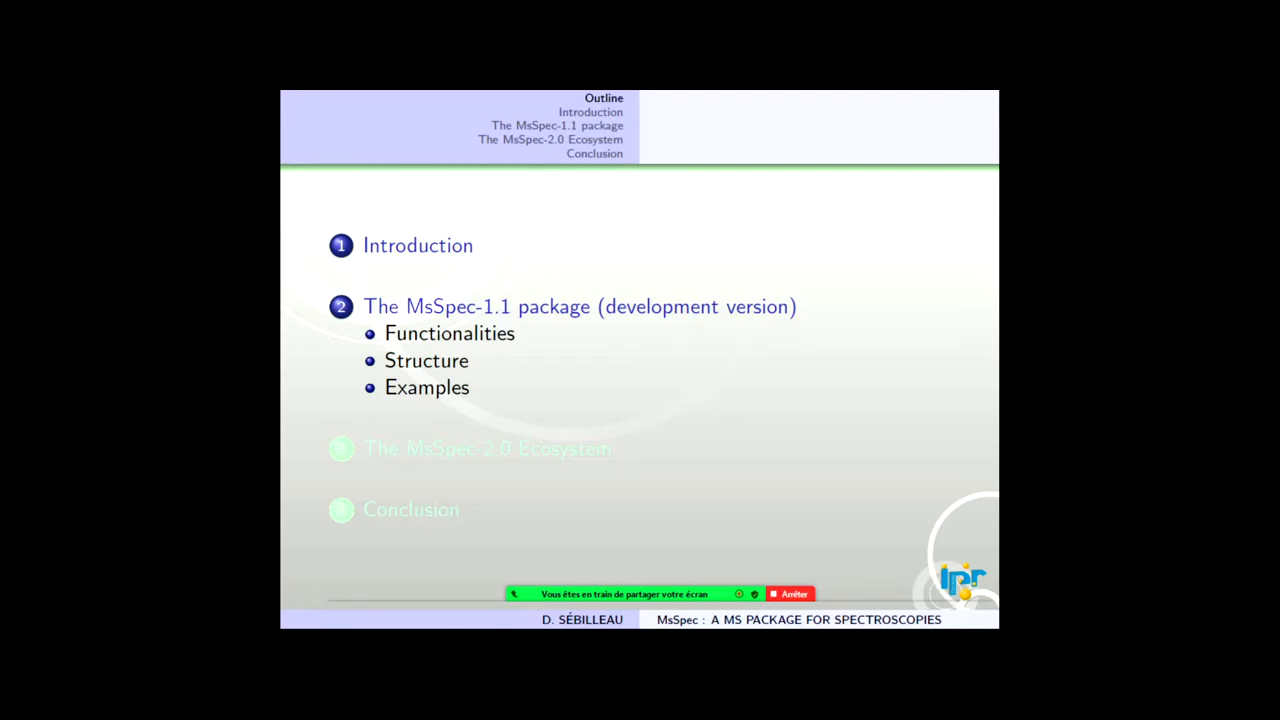 Outline
Introduction
The MsSpec-1.1 package
The MsSpec-2.0 Ecosystem
Conclusion
1 Introduction
2 The MsSpec-1.1 package (development version)
Functionalities
Structure
Examples
The MsSpec-2.0 Ecosystem
Conclusion
ipr
Vous êtes en train de partager votre écran Arrêter
D. SÉBILLEAU MsSpec : A MS PACKAGE FOR SPECTROSCOPIES